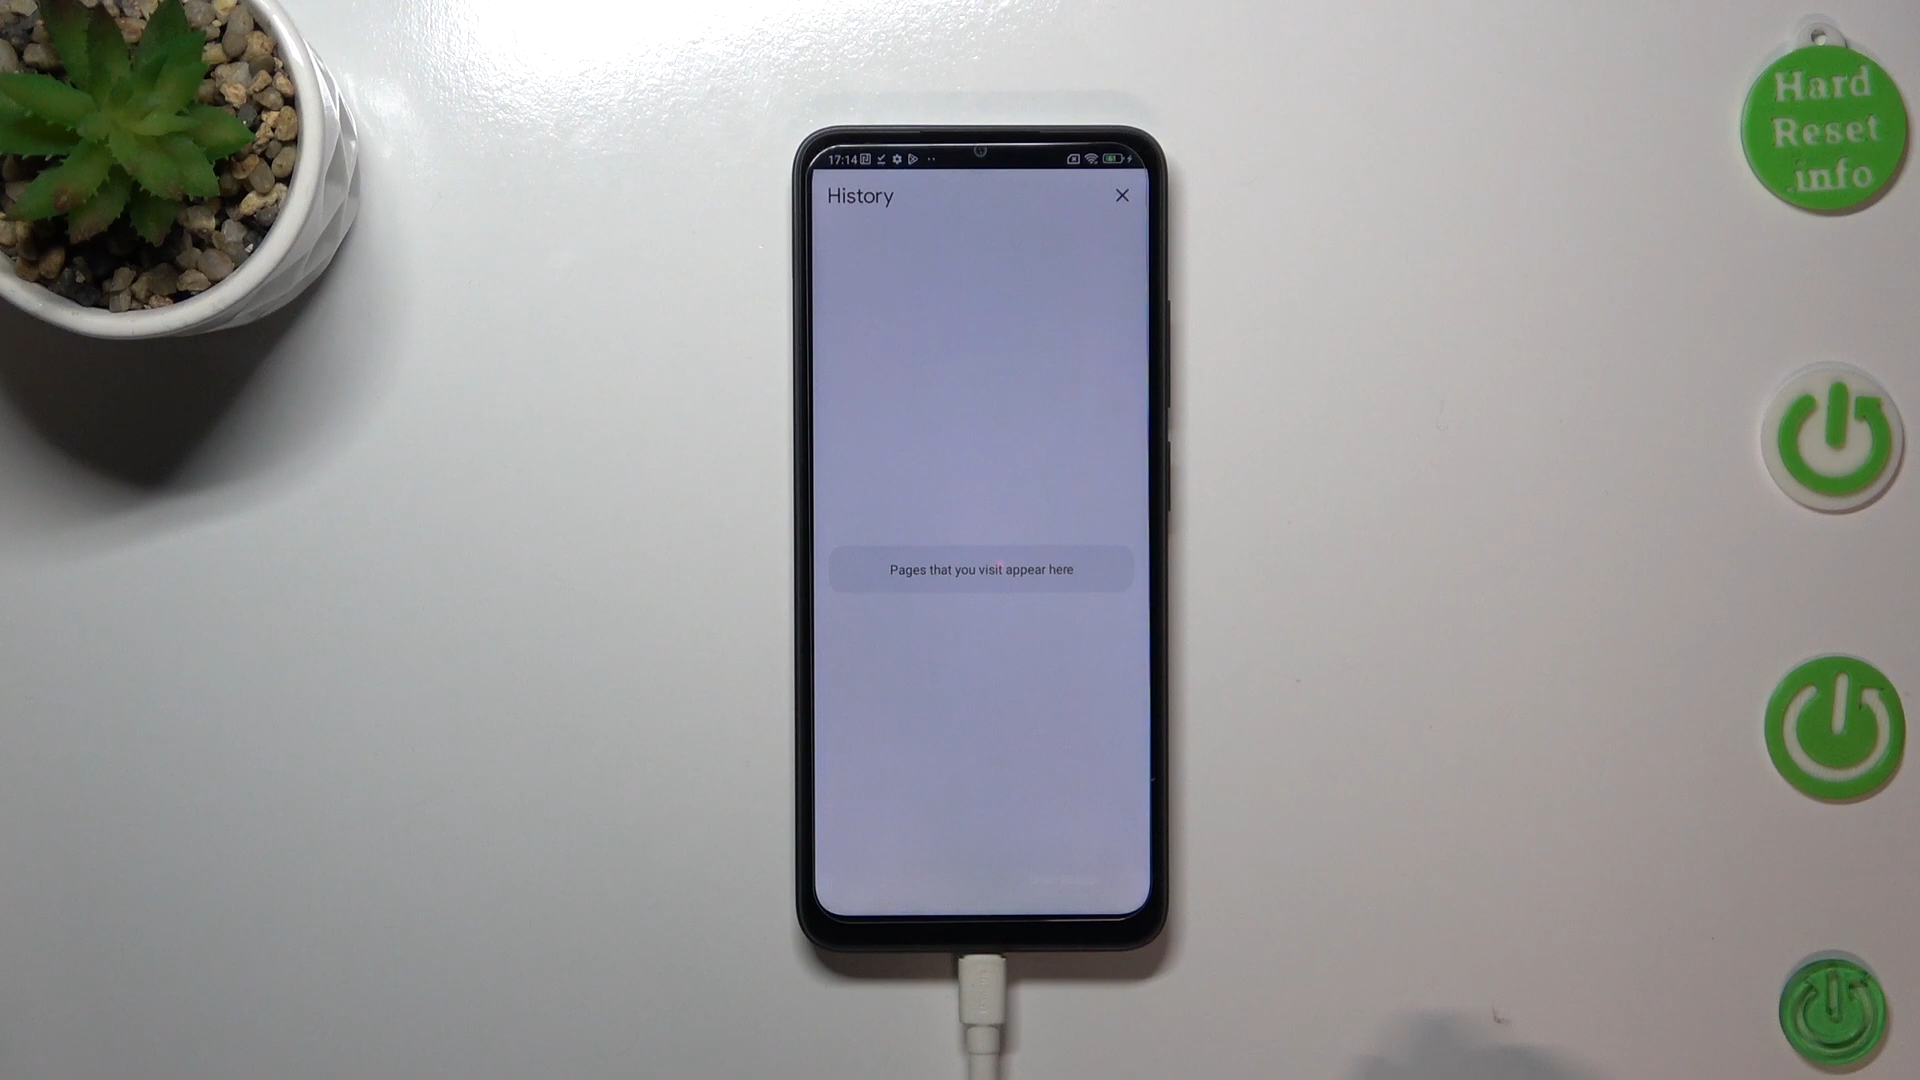 17:14
History
Pages that you visit appear here
Hard
Reset
.info